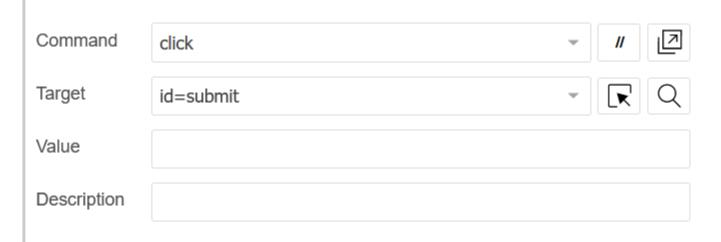 Command click //
Target id=submit
Value
Description